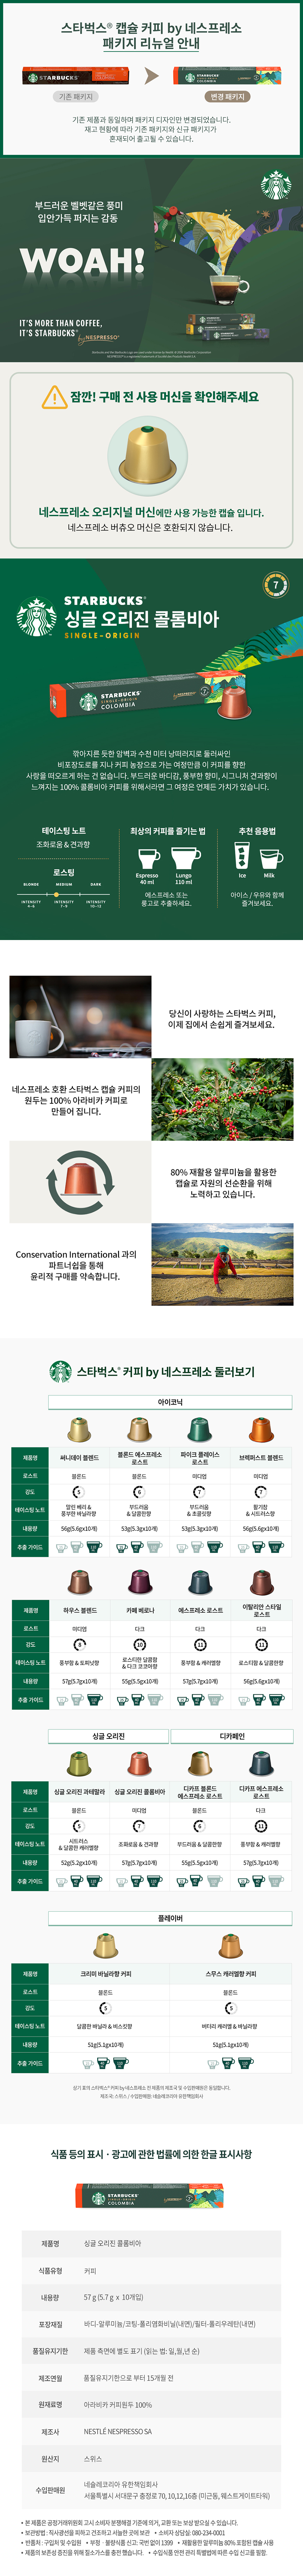 스타벅스® 캡슐 커피 by 네스프레소
패키지 리뉴얼 안내
STARBUCKS
기존 패키지
변경 패키지
기존 제품과 동일하며 패키지 디자인만 변경되었습니다.
재고 현황에 따라 기존 패키지와 신규 패키지가
혼재되어 출고될 수 있습니다.
부드러운 벨벳같은 풍미
입안가득 퍼지는 감동
WOAH!
IT'S MORE THAN COFFEE,
IT'S STARBUCKS®
by NESPRESSO®
잠깐! 구매 전 사용 머신을 확인해주세요
네스프레소 오리지널 머신에만 사용 가능한 캡슐 입니다.
네스프레소 버츄오 머신은 호환되지 않습니다.
7
STARBUCKS®
싱글 오리진 콜롬비아
SINGLE-ORIGIN
STARBUCKS
SINGLE-ORIGIN
COLOMBIA
깎아지른 듯한 암벽과 수천 미터 낭떠러지로 둘러싸인
비포장도로를 지나 커피 농장으로 가는 여정만큼 이 커피를 향한
사랑을 떠오르게 하는 건 없습니다. 부드러운 바디감, 풍부한 향미, 시그니처 견과향이
느껴지는 100% 콜롬비아 커피를 위해서라면 그 여정은 언제든 가치가 있습니다.
테이스팅 노트
조화로움 & 견과향
로스팅
BLONDE MEDIUM DARK
INTENSITY 4-6 INTENSITY 7-9 INTENSITY 10-12
최상의 커피를 즐기는 법
Espresso 40 ml
Lungo 110 ml
에스프레소 또는
룽고로 추출하세요.
추천 음용법
Ice Milk
아이스 / 우유와 함께
즐겨보세요.
당신이 사랑하는 스타벅스 커피,
이제 집에서 손쉽게 즐겨보세요.
네스프레소 호환 스타벅스 캡슐 커피의
원두는 100% 아라비카 커피로
만들어 집니다.
80% 재활용 알루미늄을 활용한
캡슐로 자원의 선순환을 위해
노력하고 있습니다.
Conservation International 과의
파트너쉽을 통해
윤리적 구매를 약속합니다.
스타벅스® 커피 by 네스프레소 둘러보기
아이코닉
제품명 써니데이 블렌드 블론드 에스프레소 로스트 파이크 플레이스 로스트 브렉퍼스트 블렌드
로스트 블론드 블론드 미디엄 미디엄
강도 5 6 7 7
테이스팅 노트 말린 베리 & 풍부한 바닐라향 부드러움 & 달콤한향 부드러움 & 초콜릿향 활기참 & 시트러스향
내용량 56g(5.6gx10개) 53g(5.3gx10개) 53g(5.3gx10개) 56g(5.6gx10개)
추출 가이드
제품명 하우스 블렌드 카페 베로나 에스프레소 로스트 이탈리안 스타일 로스트
로스트 미디엄 다크 다크 다크
강도 8 10 11 11
테이스팅 노트 풍부함 & 토피넛향 로스티한 달콤함 & 다크 코코아향 풍부함 & 캐러멜향 로스티함 & 달콤한향
내용량 57g(5.7gx10개) 55g(5.5gx10개) 57g(5.7gx10개) 56g(5.6gx10개)
추출 가이드
싱글 오리진 디카페인
제품명 싱글 오리진 과테말라 싱글 오리진 콜롬비아 디카프 블론드 에스프레소 로스트 디카프 에스프레소 로스트
로스트 블론드 미디엄 블론드 다크
강도 5 7 6 11
테이스팅 노트 시트러스 & 달콤한 캐러멜향 조화로움 & 견과향 부드러움 & 달콤한향 풍부함 & 캐러멜향
내용량 52g(5.2gx10개) 57g(5.7gx10개) 55g(5.5gx10개) 57g(5.7gx10개)
추출 가이드
플레이버
제품명 크리미 바닐라향 커피 스무스 캐러멜향 커피
로스트 블론드 블론드
강도 5 5
테이스팅 노트 달콤한 바닐라 & 비스킷향 버터리 캐러멜 & 바닐라향
내용량 51g(5.1gx10개) 51g(5.1gx10개)
추출 가이드
상기 표의 스타벅스® 커피 by 네스프레소 전 제품의 제조국 및 수입판매원은 동일합니다.
제조국: 스위스 / 수입판매원: 네슬레코리아 유한책임회사
식품 등의 표시 · 광고에 관한 법률에 의한 한글 표시사항
STARBUCKS
SINGLE-ORIGIN
COLOMBIA
제품명 싱글 오리진 콜롬비아
식품유형 커피
내용량 57 g (5.7 g x 10개입)
포장재질 바디-알루미늄/코팅-폴리염화비닐(내면)/필터-폴리우레탄(내면)
품질유지기한 제품 측면에 별도 표기 (읽는 법: 일,월,년 순)
제조연월 품질유지기한으로 부터 15개월 전
원재료명 아라비카 커피원두 100%
제조사 NESTLÉ NESPRESSO SA
원산지 스위스
수입판매원 네슬레코리아 유한책임회사
서울특별시 서대문구 충정로 70, 10,12,16층 (미근동, 웨스트게이트타워)
• 본 제품은 공정거래위원회 고시 소비자 분쟁해결 기준에 의거, 교환 또는 보상 받으실 수 있습니다.
• 보관방법 : 직사광선을 피하고 건조하고 서늘한 곳에 보관 • 소비자 상담실: 080-234-0001
• 반품처 : 구입처 및 수입원 • 부정 · 불량식품 신고: 국번 없이 1399 • 재활용한 알루미늄 80% 포함된 캡슐 사용
• 제품의 보존성 증진을 위해 질소가스를 충전 했습니다. • 수입식품 안전 관리 특별법에 따른 수입 신고를 필함.